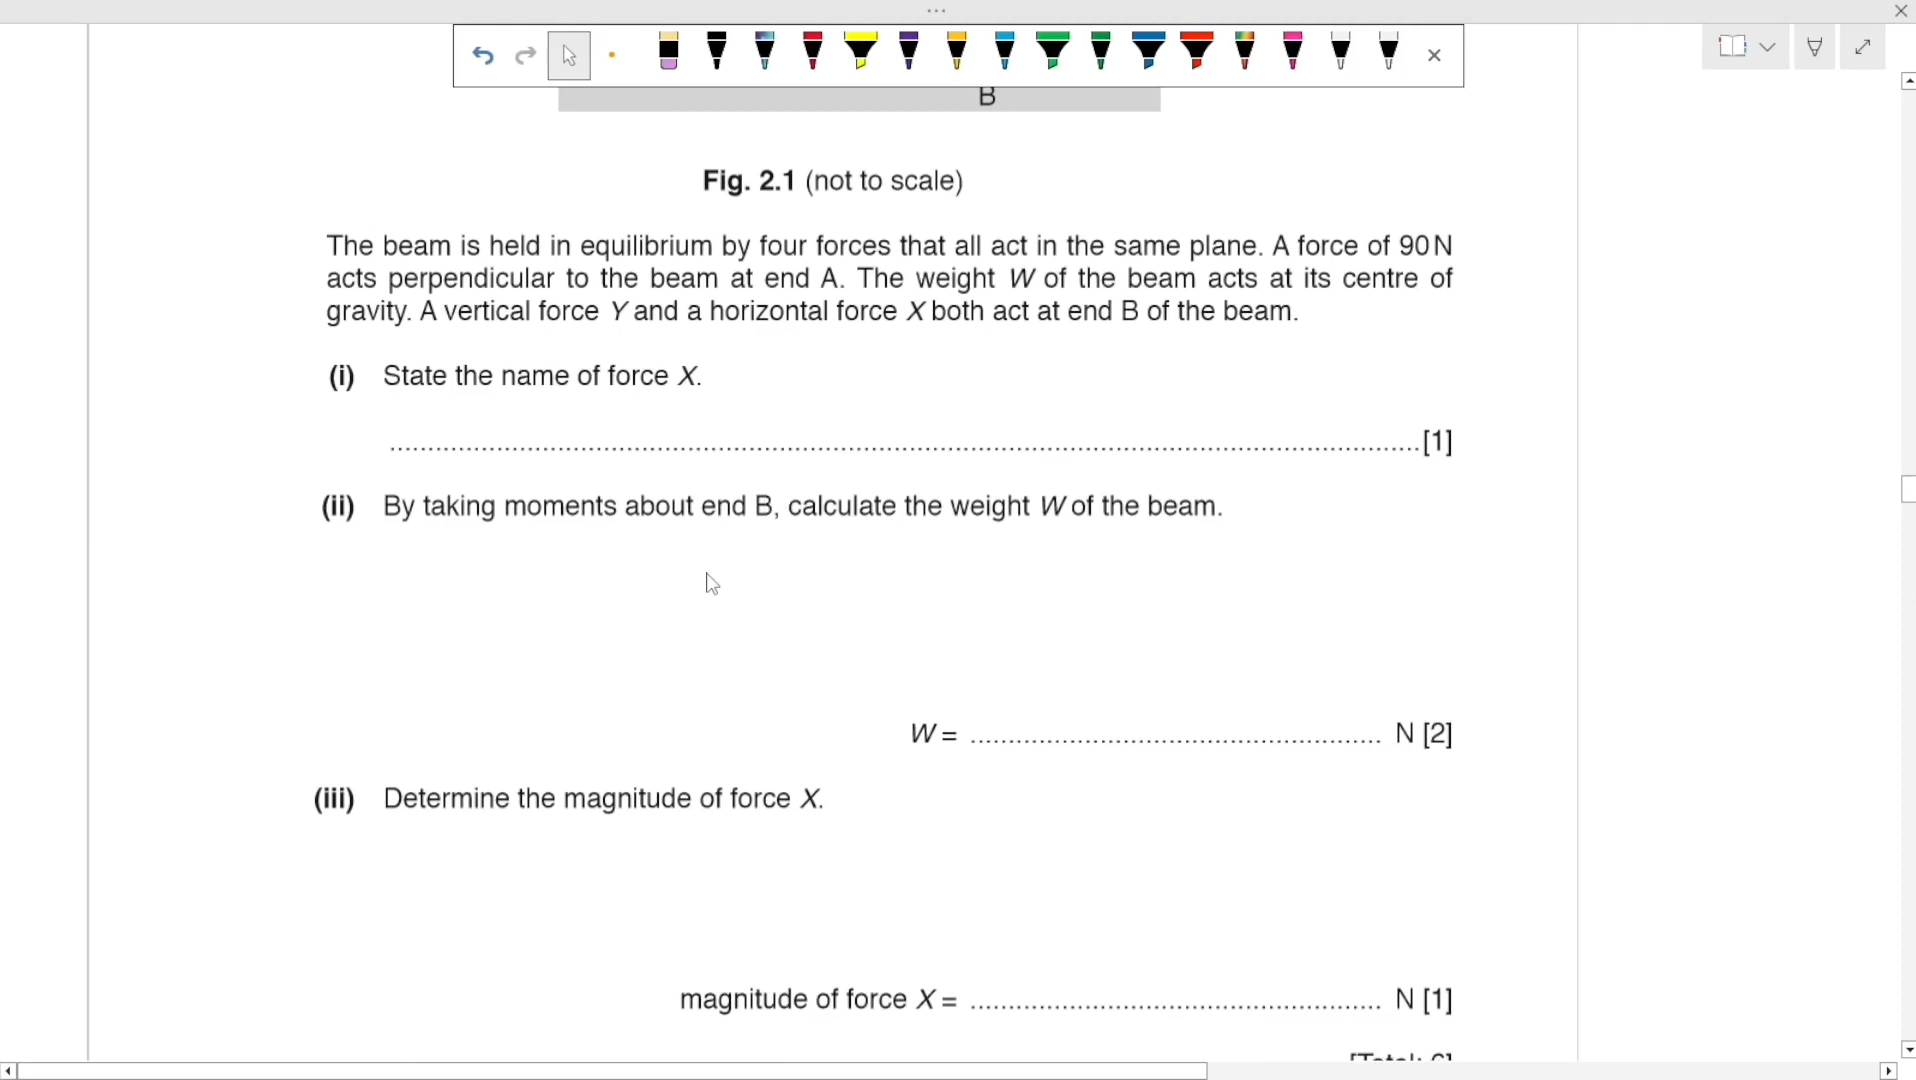 B
Fig. 2.1 (not to scale)
The beam is held in equilibrium by four forces that all act in the same plane. A force of 90 N
acts perpendicular to the beam at end A. The weight W of the beam acts at its centre of
gravity. A vertical force Y and a horizontal force X both act at end B of the beam.
(i) State the name of force X.
.......................................................................................................................................[1]
(ii) By taking moments about end B, calculate the weight W of the beam.
W = ...................................................... N [2]
(iii) Determine the magnitude of force X.
magnitude of force X = ...................................................... N [1]
[Total: 6]